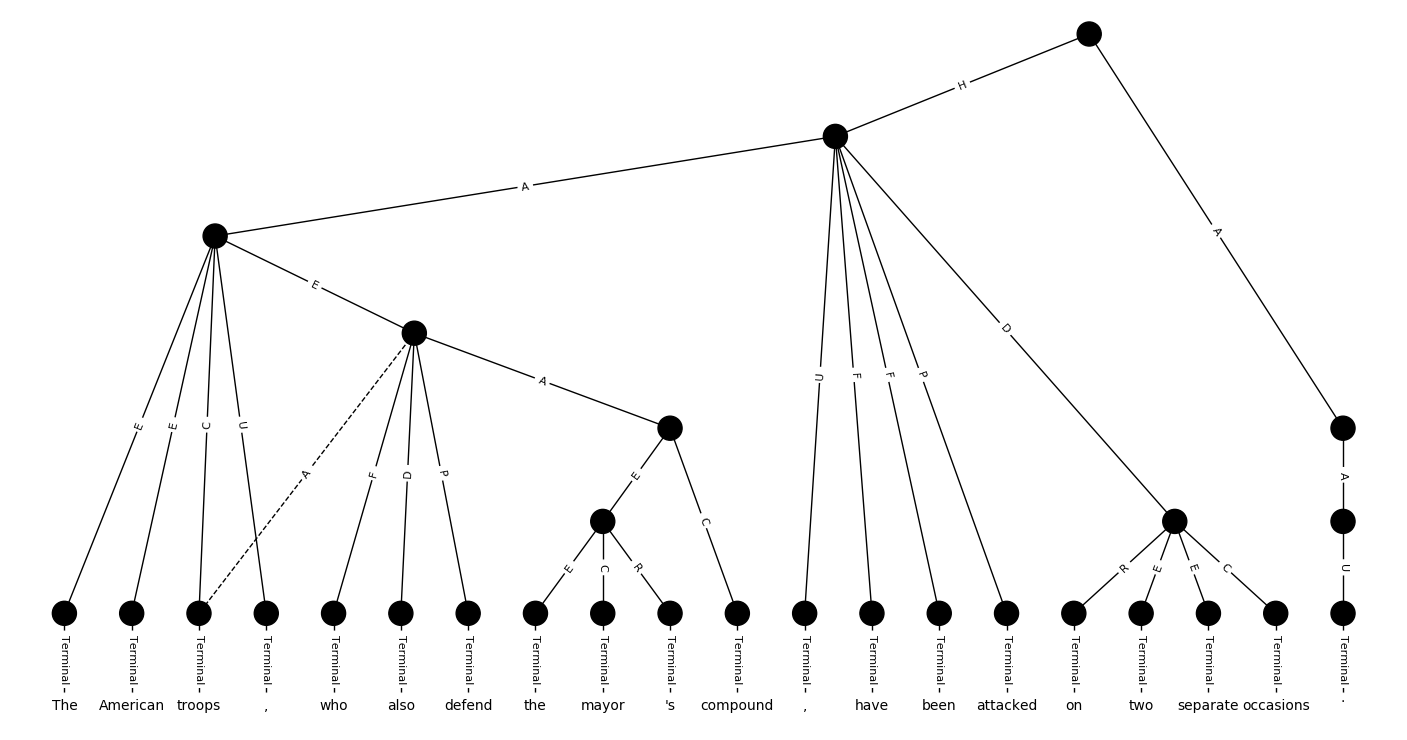 H
A
A
E
A
D
A
U F F P
E E C U
A F D P
E C
A
E C R
R E E C
U
Terminal Terminal Terminal Terminal Terminal Terminal Terminal Terminal Terminal Terminal Terminal Terminal Terminal Terminal Terminal Terminal Terminal Terminal Terminal Terminal
The American troops , who also defend the mayor 's compound , have been attacked on two separate occasions .